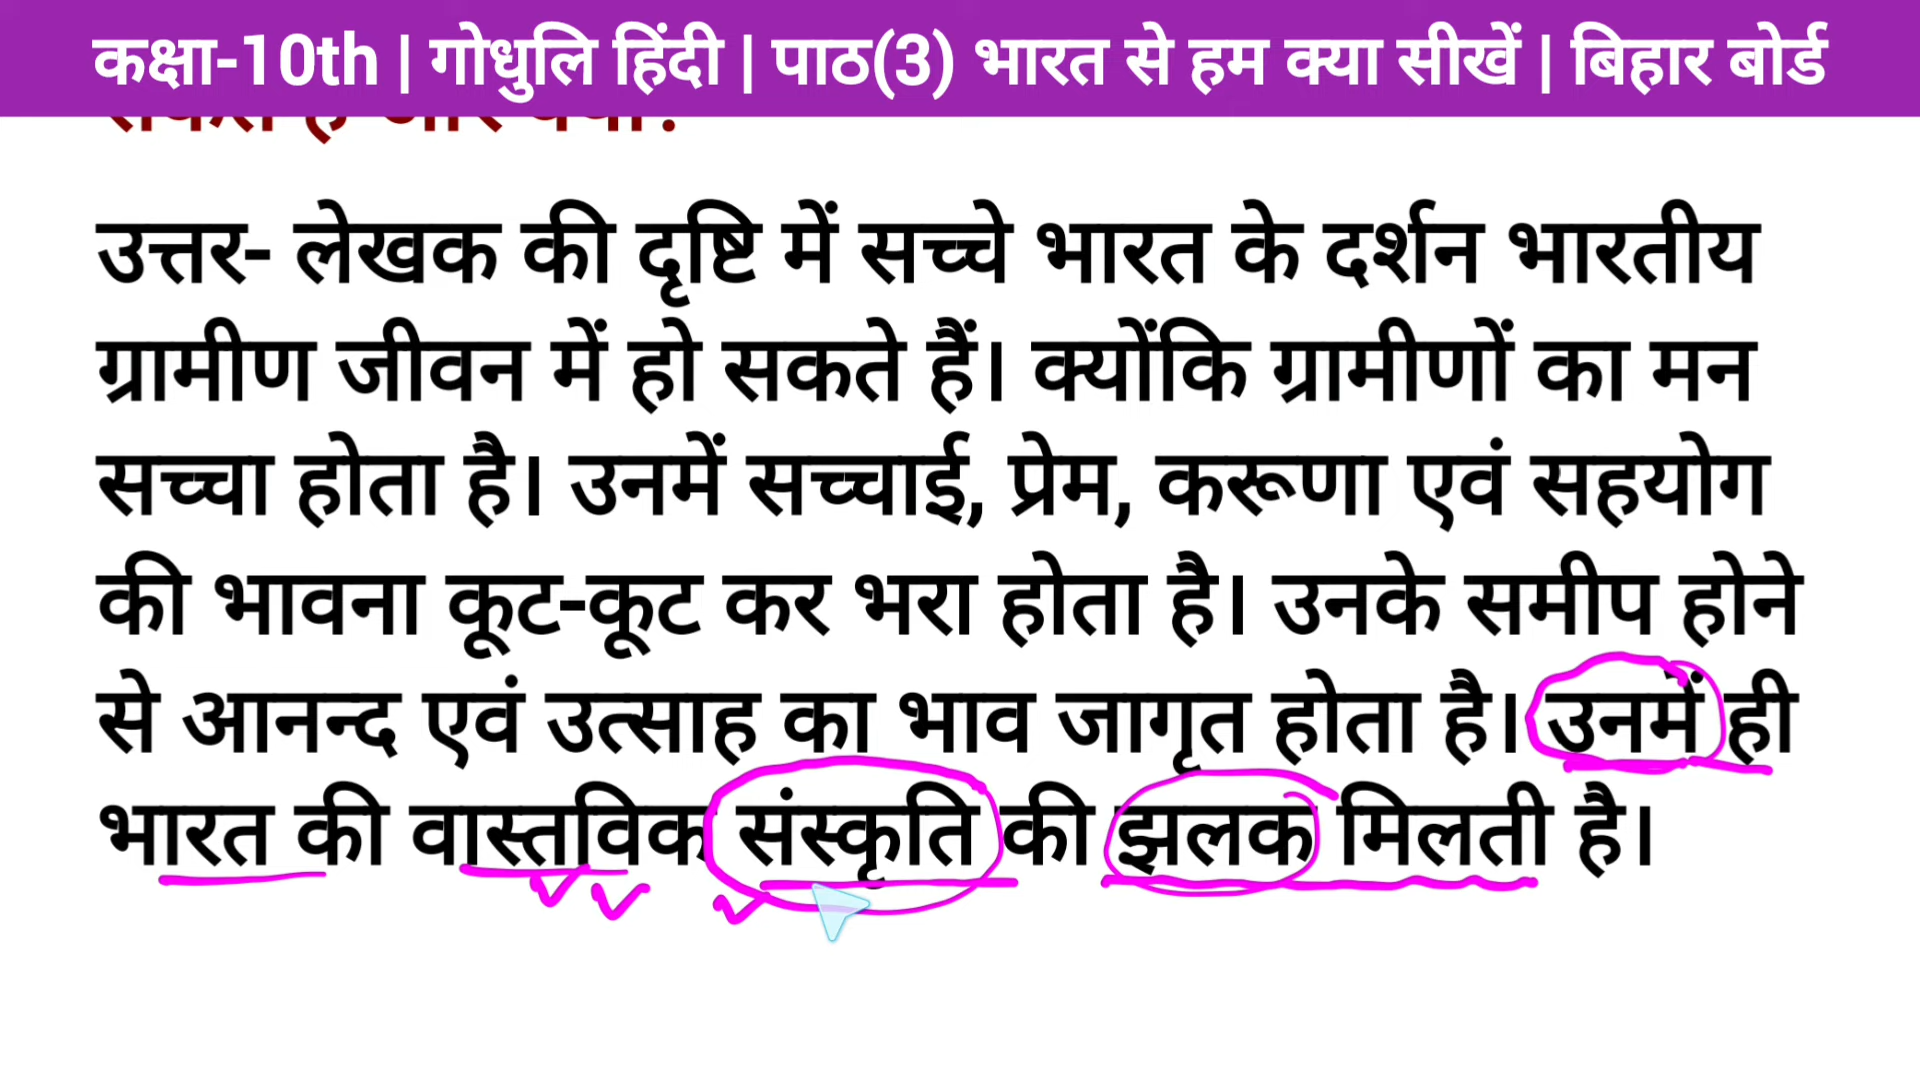 कक्षा-10th | गोधुलि हिंदी | पाठ(3) भारत से हम क्या सीखें | बिहार बोर्ड
उत्तर- लेखक की दृष्टि में सच्चे भारत के दर्शन भारतीय
ग्रामीण जीवन में हो सकते हैं। क्योंकि ग्रामीणों का मन
सच्चा होता है। उनमें सच्चाई, प्रेम, करूणा एवं सहयोग
की भावना कूट-कूट कर भरा होता है। उनके समीप होने
से आनन्द एवं उत्साह का भाव जागृत होता है। उनमें ही
भारत की वास्तविक संस्कृति की झलक मिलती है।